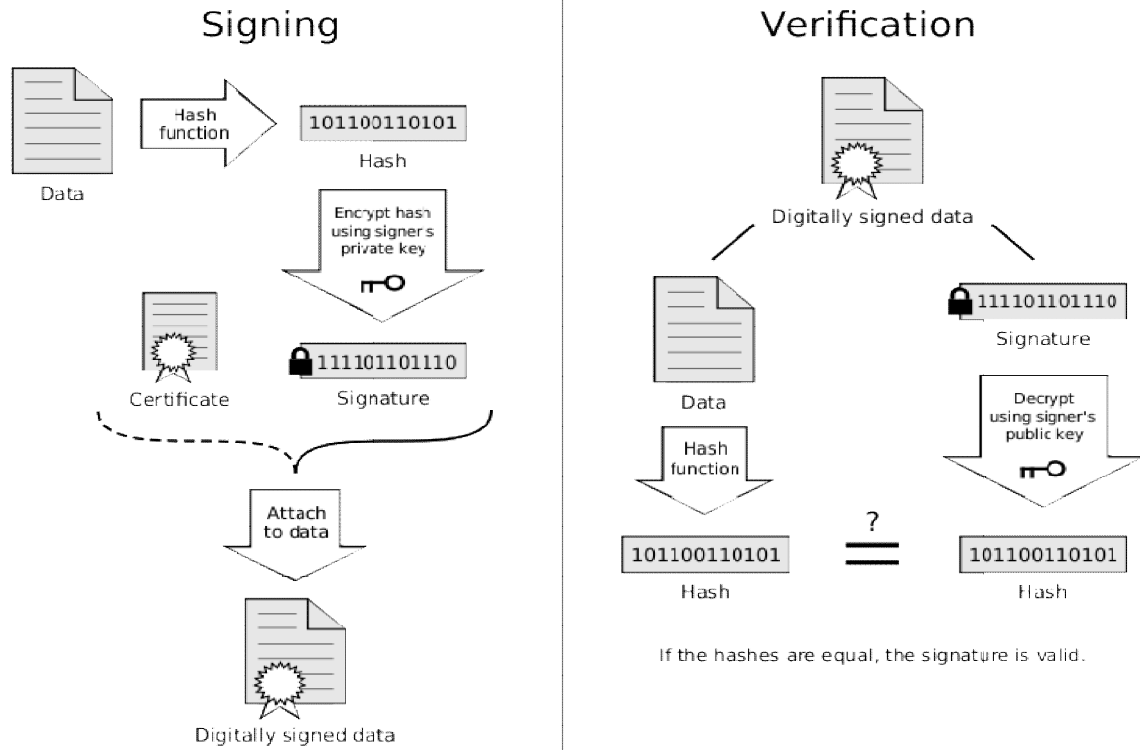 Signing
Hash
function
101100110101
Hash
Data
Encrypt hash
using signer's
private key
111101101110
Certificate
Signature
Attach
to data
Digitally signed data
Verification
Digitally signed data
111101101110
Signature
Data
Decrypt
using signer's
public key
Hash
function
?
101100110101
101100110101
Hash
Hash
If the hashes are equal, the signature is valid.